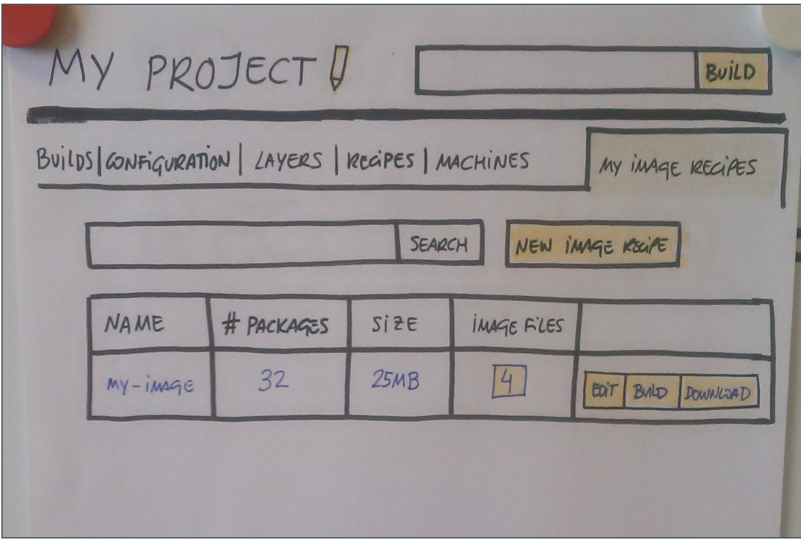 MY PROJECT
BUILD
BUILDS | CONFIGURATION | LAYERS | RECIPES | MACHINES
MY IMAGE RECIPES
SEARCH
NEW IMAGE RECIPE
NAME # PACKAGES SIZE IMAGE FILES
MY-IMAGE 32 25MB 4 EDIT BUILD DOWNLOAD